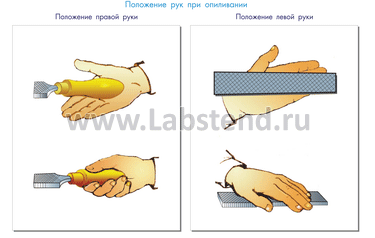 Положение рук при опиливании
Положение правой руки
Положение левой руки
www.Labstend.ru